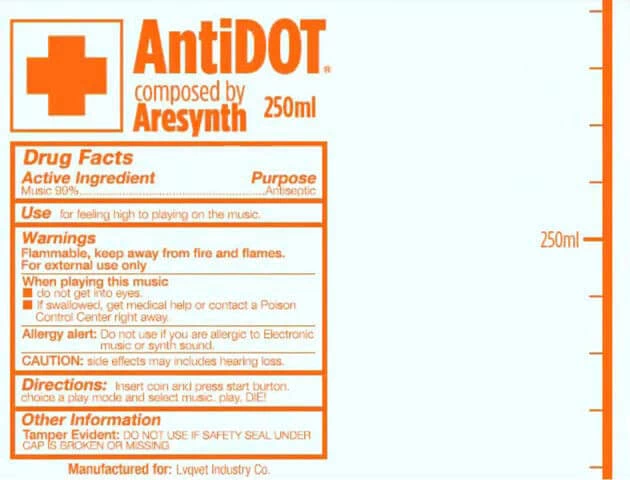 AntiDOT®
composed by
Aresynth 250ml
Drug Facts
Active Ingredient Purpose
Music 99%................................................Antiseptic
Use for feeling high to playing on the music.
Warnings
Flammable, keep away from fire and flames.
For external use only
When playing this music
■ do not get into eyes.
■ if swallowed, get medical help or contact a Poison
Control Center right away.
Allergy alert: Do not use if you are allergic to Electronic
music or synth sound.
CAUTION: side effects may includes hearing loss.
Directions: Insert coin and press start burton.
choice a play mode and select music. play, DIE!
Other Information
Tamper Evident: DO NOT USE IF SAFETY SEAL UNDER
CAP IS BROKEN OR MISSING
Manufactured for: Lvqvet Industry Co.
250ml